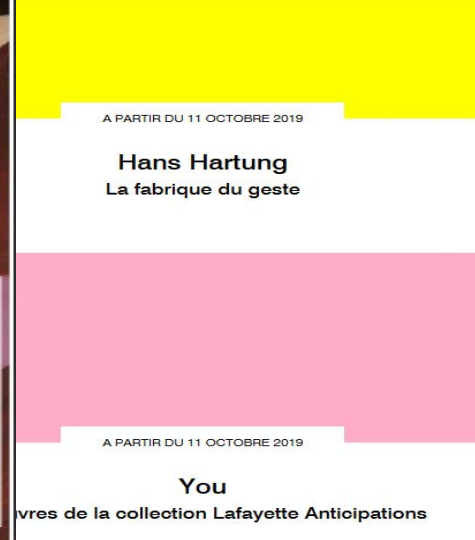 A PARTIR DU 11 OCTOBRE 2019
Hans Hartung
La fabrique du geste
A PARTIR DU 11 OCTOBRE 2019
You
de la collection Lafayette Anticipations